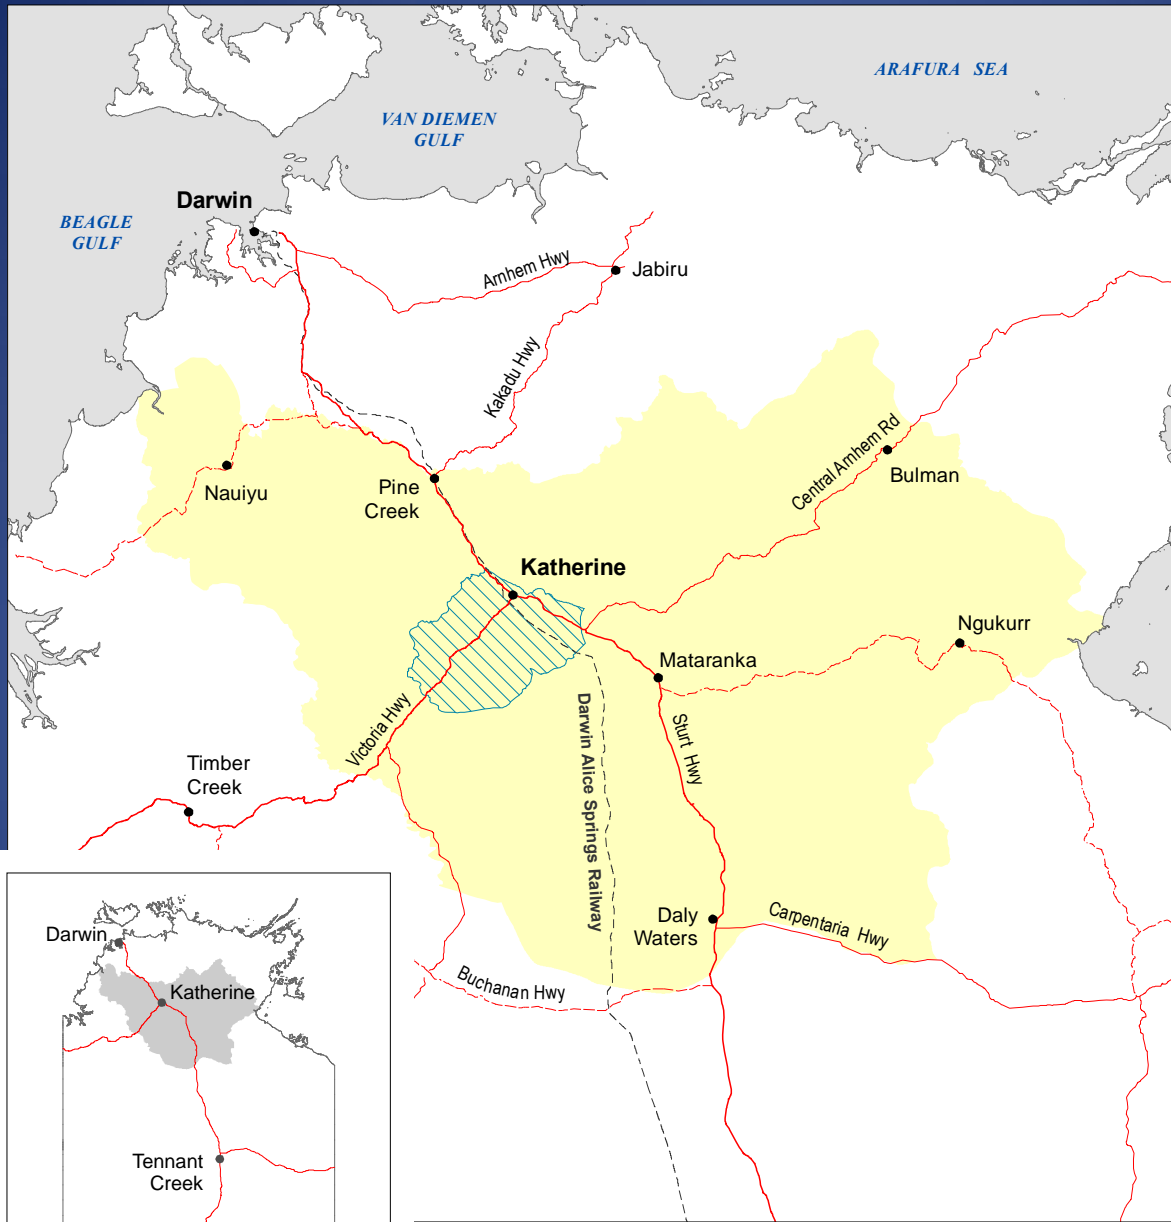 ARAFURA SEA
VAN DIEMEN
GULF
Darwin
BEAGLE
GULF
Arnhem Hwy
Jabiru
Kakadu Hwy
Central Arnhem Rd
Bulman
Nauiyu
Pine
Creek
Katherine
Ngukurr
Mataranka
Victoria Hwy
Darwin Alice Springs Railway
Sturt Hwy
Timber
Creek
Daly
Waters
Carpentaria Hwy
Buchanan Hwy
Darwin
Katherine
Tennant
Creek